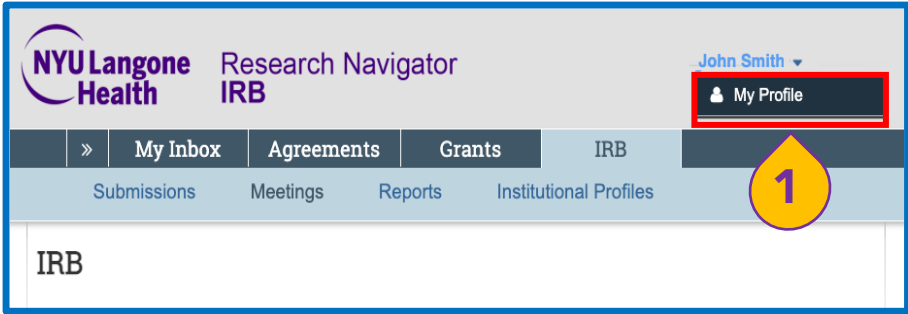 NYU Langone
Health
Research Navigator
IRB
John Smith
My Profile
» My Inbox Agreements Grants IRB
Submissions Meetings Reports Institutional Profiles
1
IRB